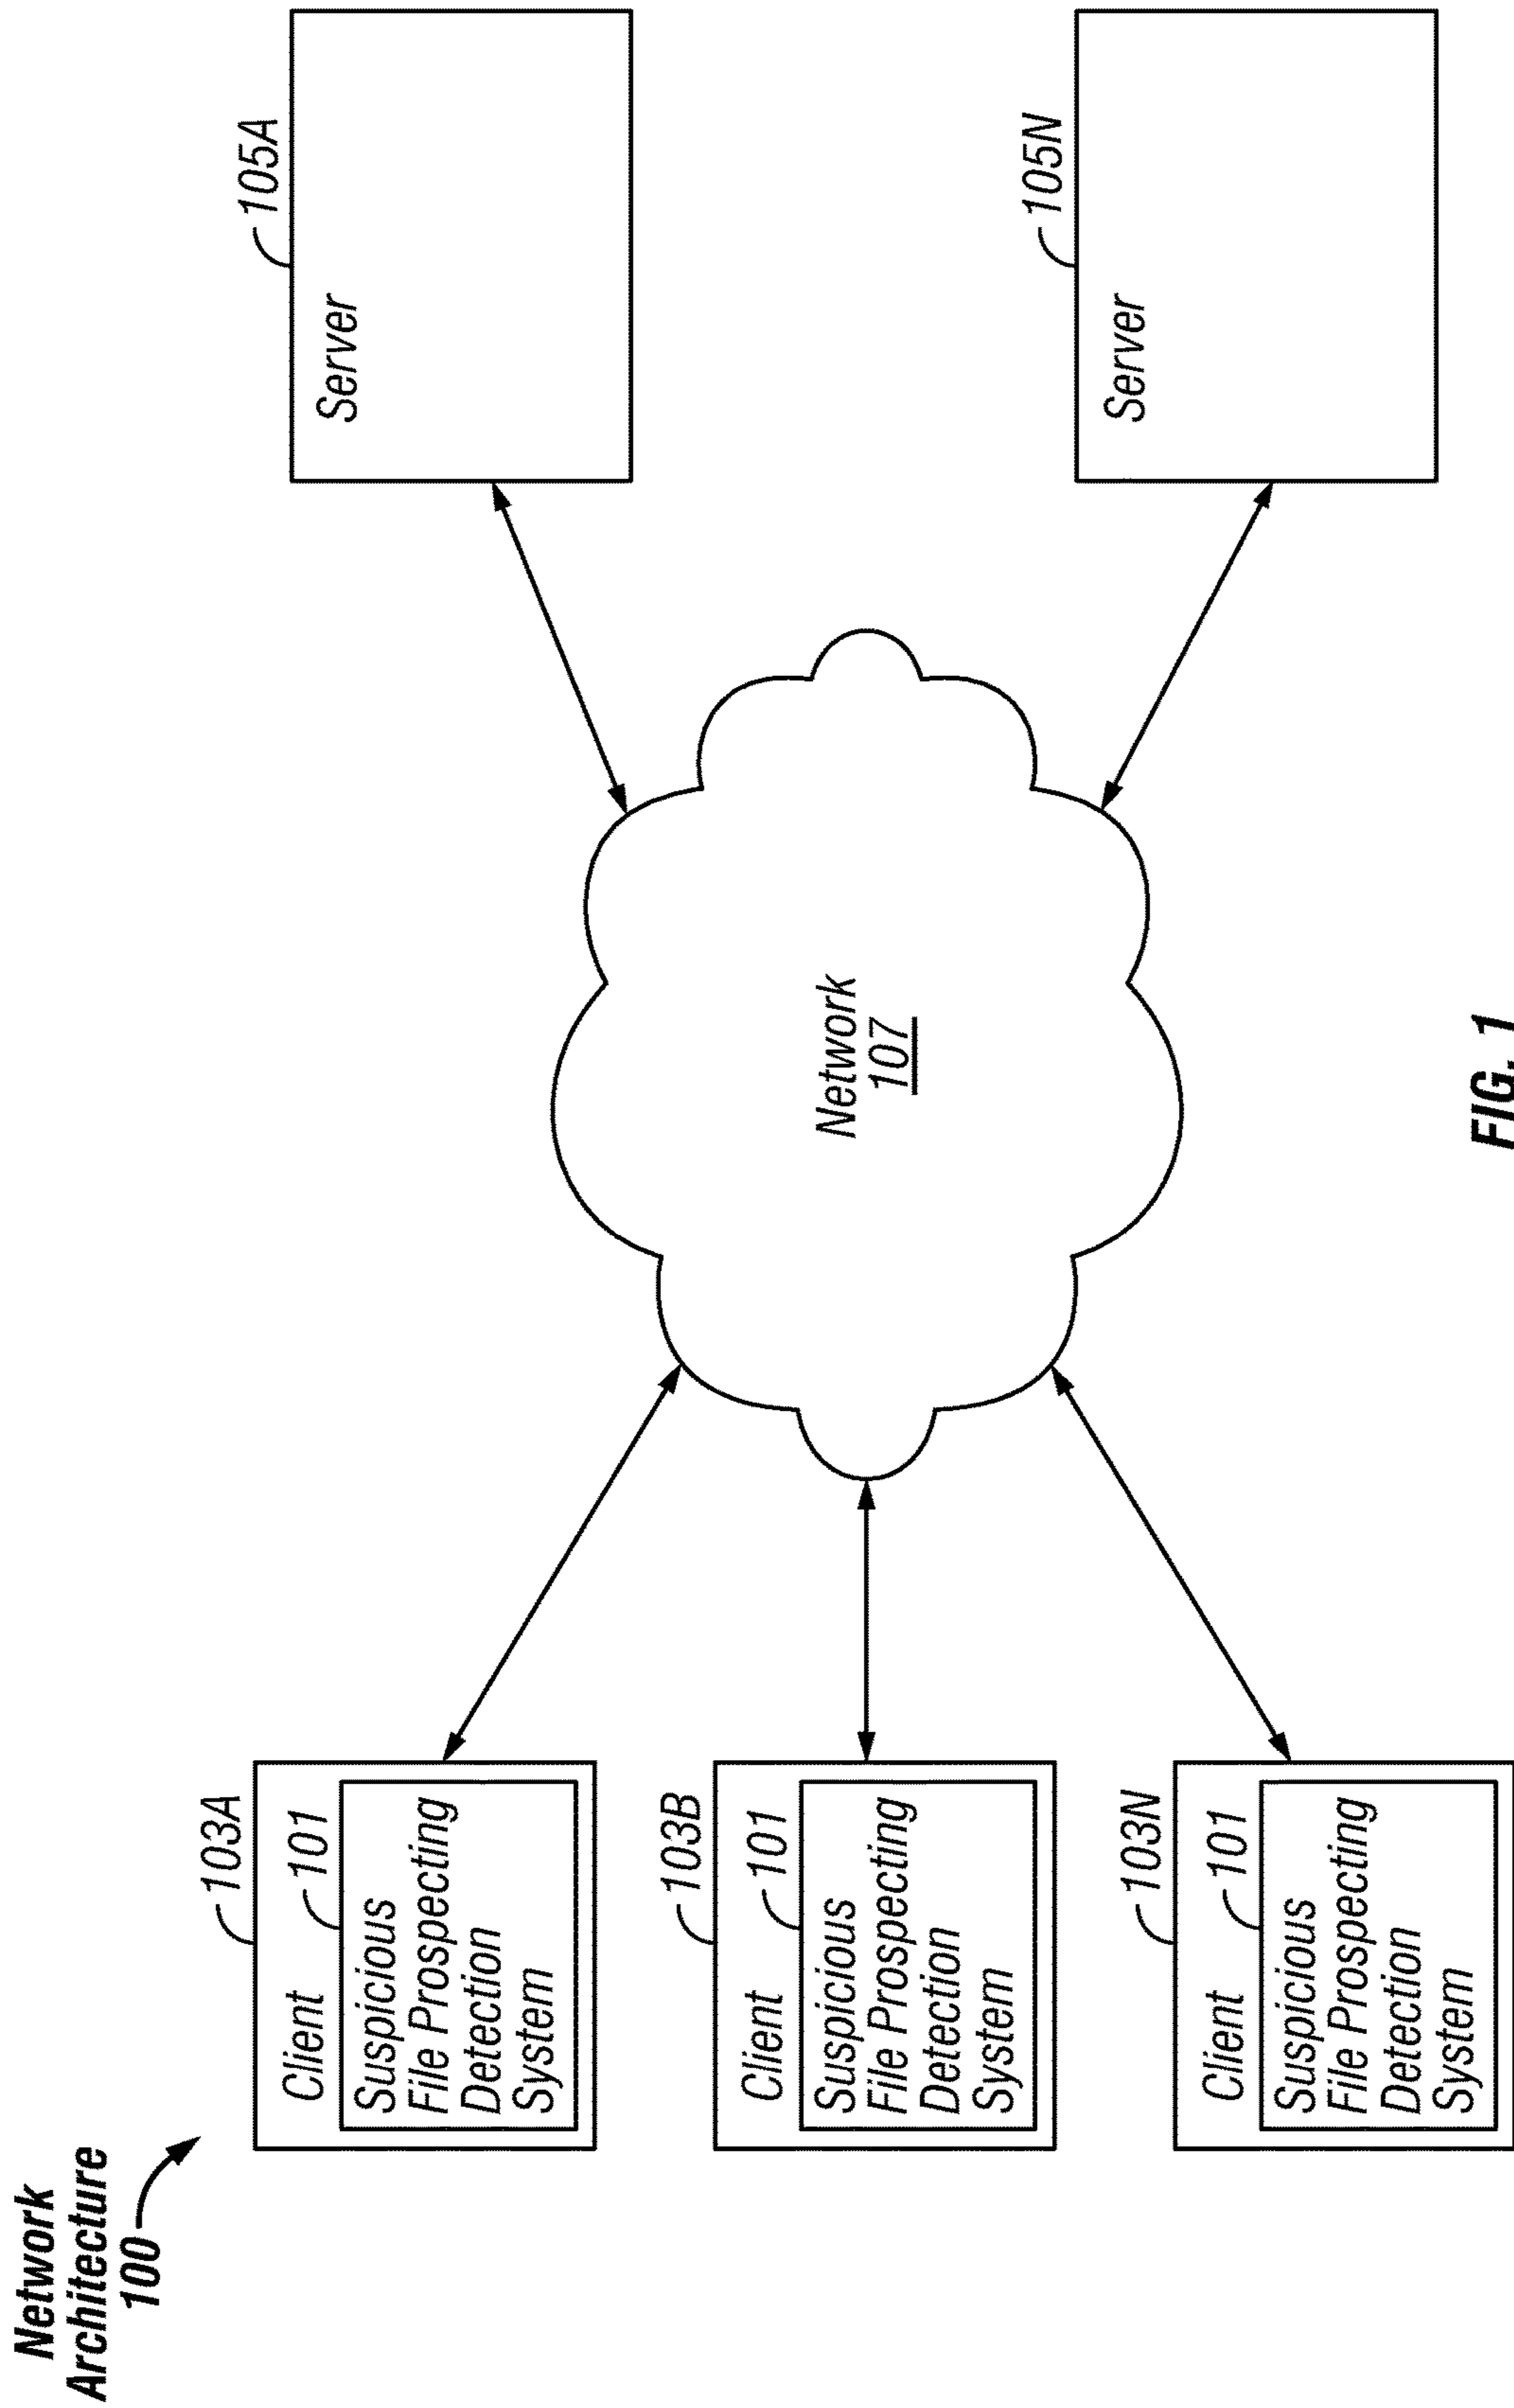 Network
Architecture
100
103A
Client
101
Suspicious
File Prospecting
Detection
System
103B
Client
101
Suspicious
File Prospecting
Detection
System
103N
Client
101
Suspicious
File Prospecting
Detection
System
Network
107
105A
Server
105N
Server
FIG. 1